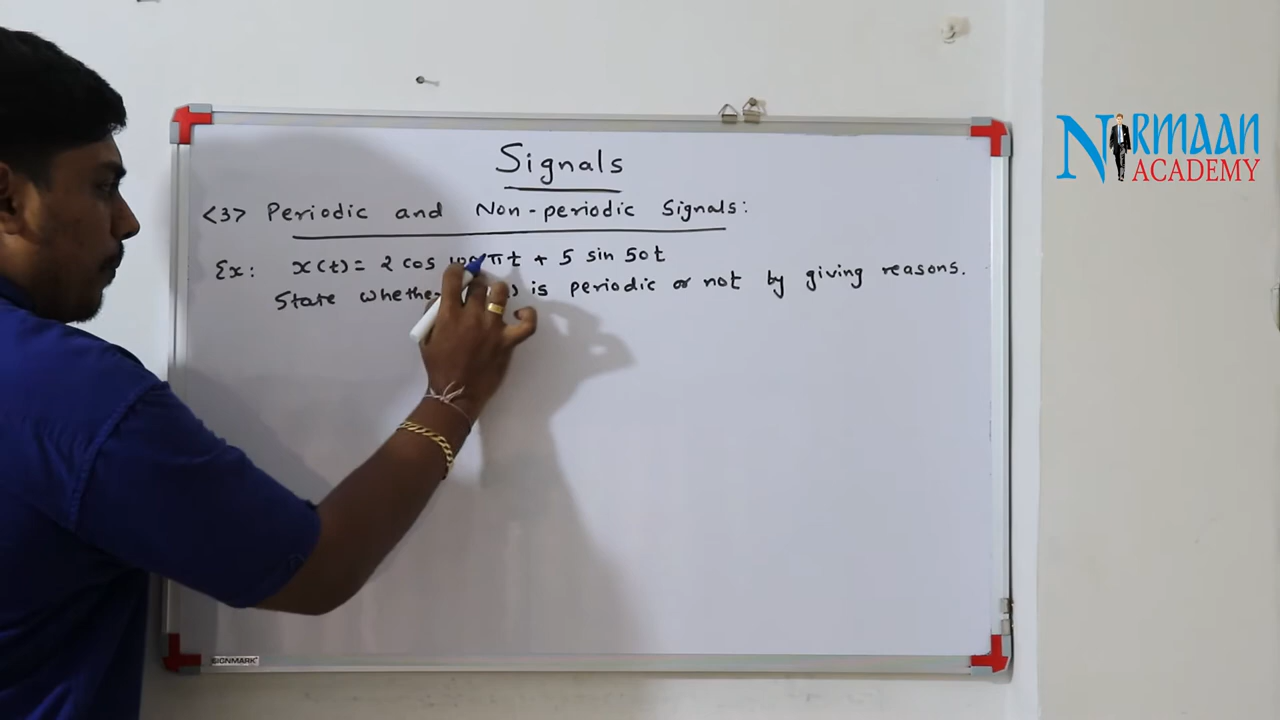 Signals
<3> Periodic and Non-periodic Signals:
Ex: x(t) = 2 cos πt + 5 sin 50t
State is periodic or not by giving reasons.
NIRMAAN
ACADEMY
SIGNMARK